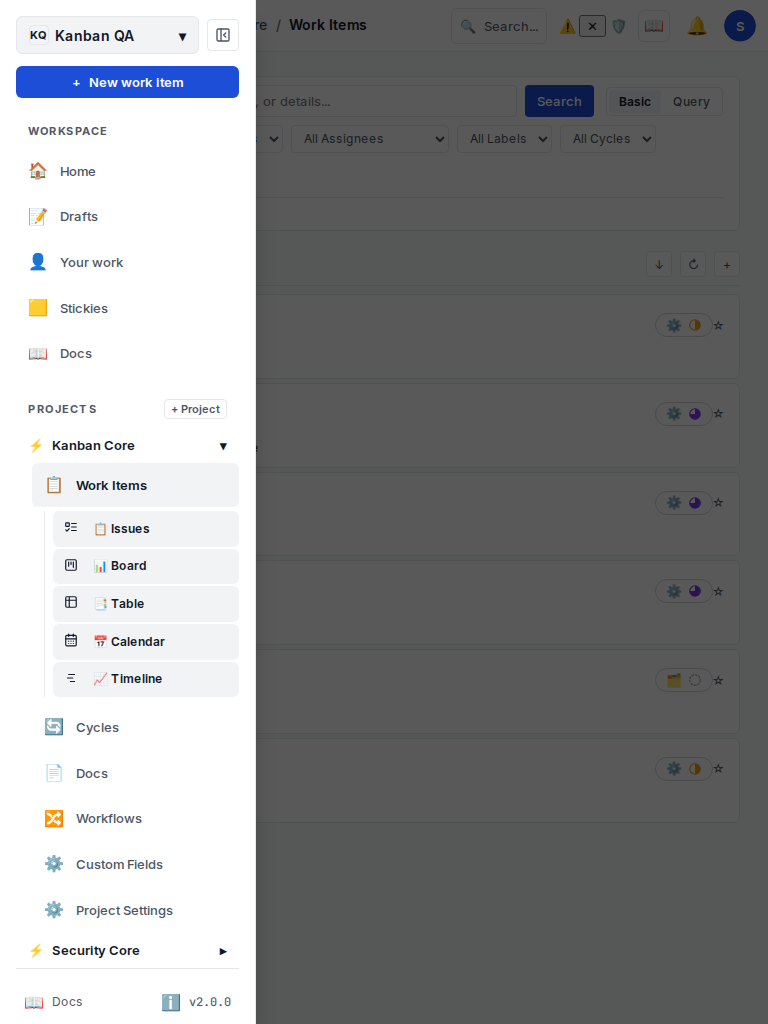 KQ Kanban QA ▾
+ New work item
WORKSPACE
🏠 Home
📝 Drafts
👤 Your work
🟨 Stickies
📖 Docs
PROJECTS + Project
⚡ Kanban Core ▾
📋 Work Items
📋 Issues
📊 Board
📑 Table
📅 Calendar
📈 Timeline
🔄 Cycles
📄 Docs
🔀 Workflows
⚙️ Custom Fields
⚙️ Project Settings
⚡ Security Core ▸
📖 Docs ℹ️ v2.0.0
re / Work Items
🔍 Search... ⚠️ ✕ 🛡️ 📖 🔔 S
, or details... Search Basic Query
All Assignees All Labels All Cycles
↓ ↻ +